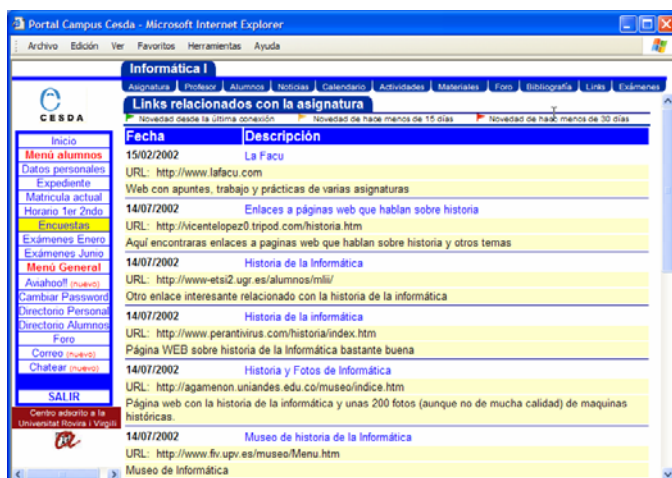 Portal Campus Cesda - Microsoft Internet Explorer
Archivo Edición Ver Favoritos Herramientas Ayuda
Informática I
Asignatura Profesor Alumnos Noticias Calendario Actividades Materiales Foro Bibliografía Links Exámenes
CESDA
Links relacionados con la asignatura
Novedad desde la última conexión Novedad de hace menos de 15 días Novedad de hace menos de 30 días
Inicio
Menú alumnos
Datos personales
Expediente
Matricula actual
Horario 1er 2ndo
Encuestas
Exámenes Enero
Exámenes Junio
Menú General
Aviahoo!! (nuevo)
Cambiar Password
Directorio Personal
Directorio Alumnos
Foro
Correo (nuevo)
Chatear (nuevo)
SALIR
Centro adscrito a la
Universitat Rovira i Virgili
Fecha Descripción
15/02/2002 La Facu
URL: http://www.lafacu.com
Web con apuntes, trabajo y prácticas de varias asignaturas
14/07/2002 Enlaces a páginas web que hablan sobre historia
URL: http://vicentelopez0.tripod.com/historia.htm
Aquí encontraras enlaces a paginas web que hablan sobre historia y otros temas
14/07/2002 Historia de la Informática
URL: http://www-etsi2.ugr.es/alumnos/mlii/
Otro enlace interesante relacionado con la historia de la informática
14/07/2002 Historia de la informática
URL: http://www.perantivirus.com/historia/index.htm
Página WEB sobre historia de la Informática bastante buena
14/07/2002 Historia y Fotos de Informática
URL: http://agamenon.uniandes.edu.co/museo/indice.htm
Página web con la historia de la informática y unas 200 fotos (aunque no de mucha calidad) de maquinas
históricas.
14/07/2002 Museo de historia de la Informática
URL: http://www.fiv.upv.es/museo/Menu.htm
Museo de Informática